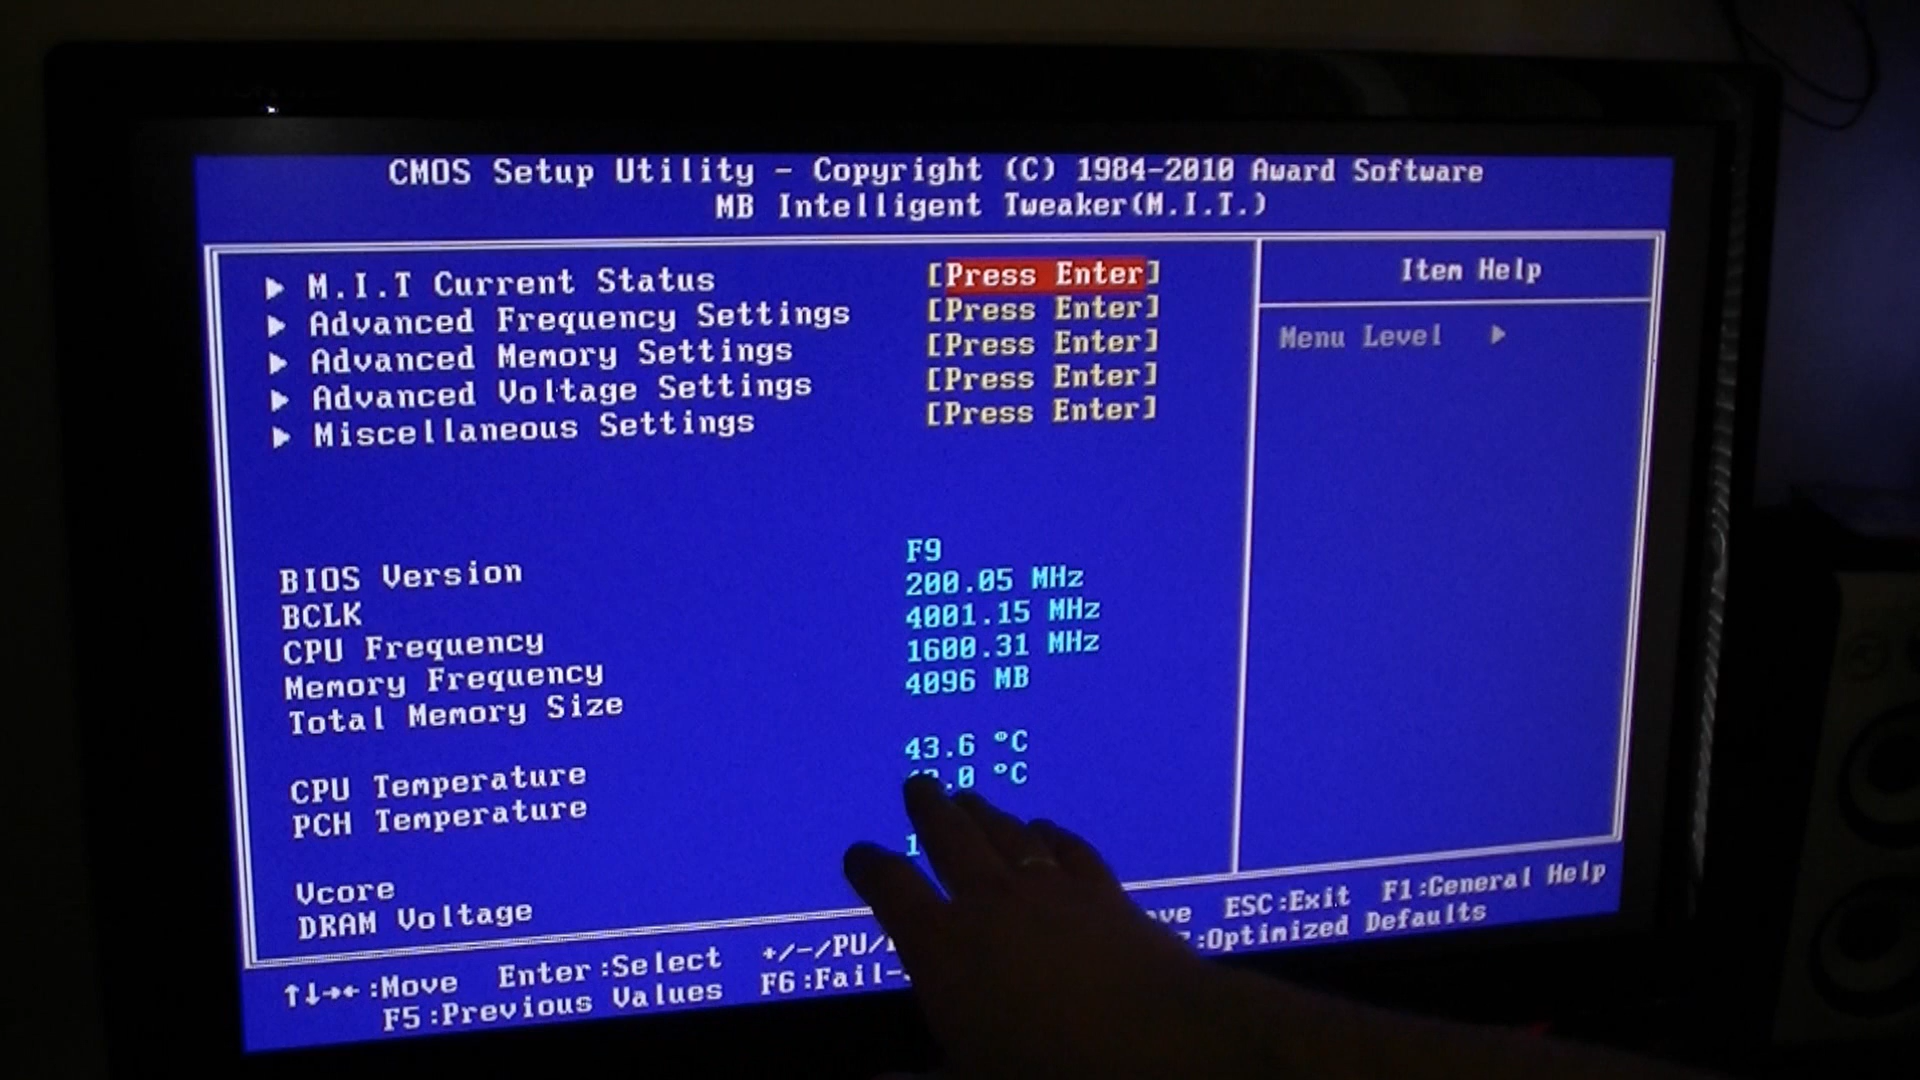 CMOS Setup Utility - Copyright (C) 1984-2010 Award Software
MB Intelligent Tweaker(M.I.T.)
▶ M.I.T Current Status [Press Enter]
▶ Advanced Frequency Settings [Press Enter]
▶ Advanced Memory Settings [Press Enter]
▶ Advanced Voltage Settings [Press Enter]
▶ Miscellaneous Settings [Press Enter]
Item Help
Menu Level ▶
BIOS Version F9
BCLK 200.05 MHz
CPU Frequency 4001.15 MHz
Memory Frequency 1600.31 MHz
Total Memory Size 4096 MB
CPU Temperature 43.6 °C
PCH Temperature .0 °C
Vcore 1
DRAM Voltage
↑↓→←:Move Enter:Select +/-/PU/ ESC:Exit F1:General Help
F5:Previous Values F6:Fail- :Optimized Defaults